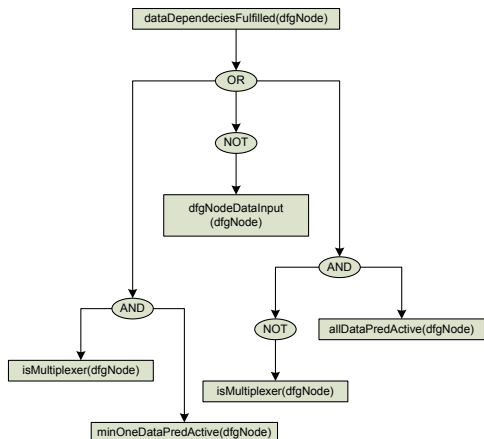 dataDependeciesFulfilled(dfgNode)
OR
NOT
dfgNodeDataInput
(dfgNode)
AND
AND
NOT
allDataPredActive(dfgNode)
isMultiplexer(dfgNode)
isMultiplexer(dfgNode)
minOneDataPredActive(dfgNode)